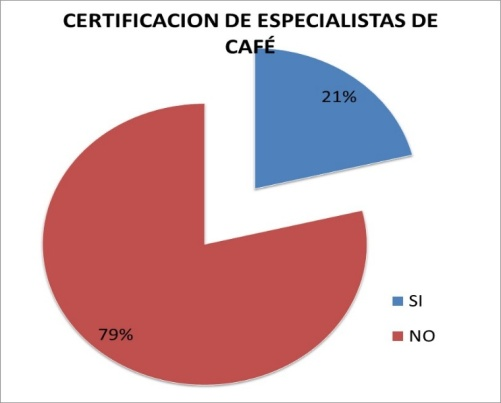 CERTIFICACION DE ESPECIALISTAS DE
CAFÉ
21%
79%
SI
NO